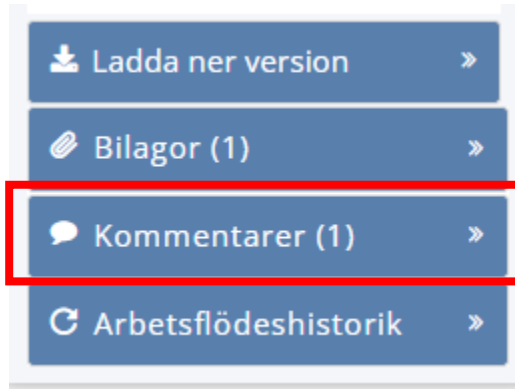 Ladda ner version »
Bilagor (1) »
Kommentarer (1) »
Arbetsflödeshistorik »